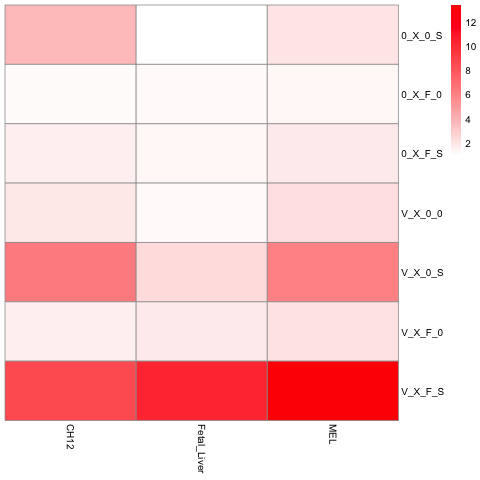 0_X_0_S
0_X_F_0
0_X_F_S
V_X_0_0
V_X_0_S
V_X_F_0
V_X_F_S
12
10
8
6
4
2
CH12
Fetal_Liver
MEL